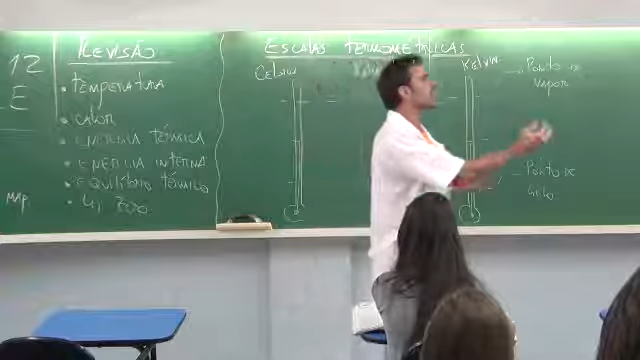 12
E
MAP.
REVISÃO
• TEMPERATURA
• CALOR
• ENERGIA TÉRMICA
• ENERGIA INTERNA
• EQUILÍBRIO TÉRMICO
ESCALAS TERMOMÉTRICAS
CELSIUS
KELVIN
PONTO DE
VAPOR
PONTO DE
GELO